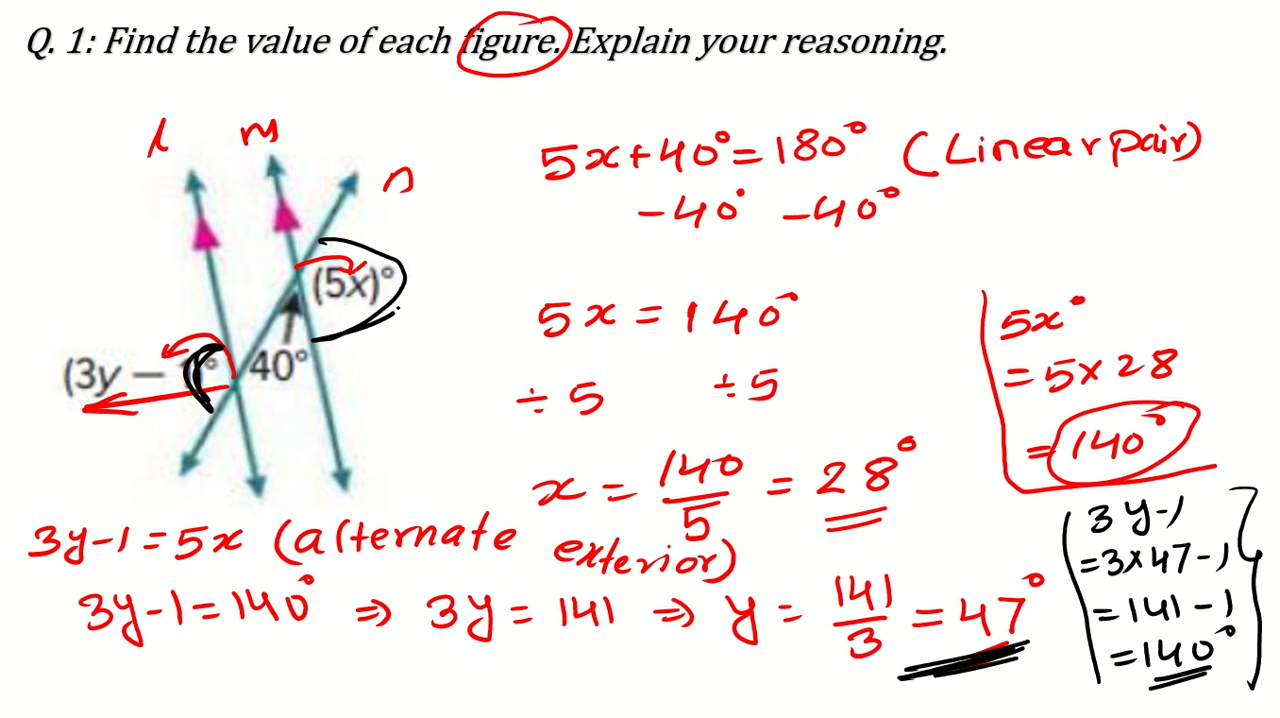 Q. 1: Find the value of each figure. Explain your reasoning.
l m n
(5x)°
40°
(3y – 1)°
5x+40°=180° (Linear pair)
-40° -40°
5x = 140°
÷5 ÷5
x = 140/5 = 28°
5x°
= 5×28
= 140°
3y-1=5x (alternate exterior)
3y-1=140° ⇒ 3y = 141 ⇒ y = 141/3 = 47°
3y-1
=3×47-1
=141-1
=140°